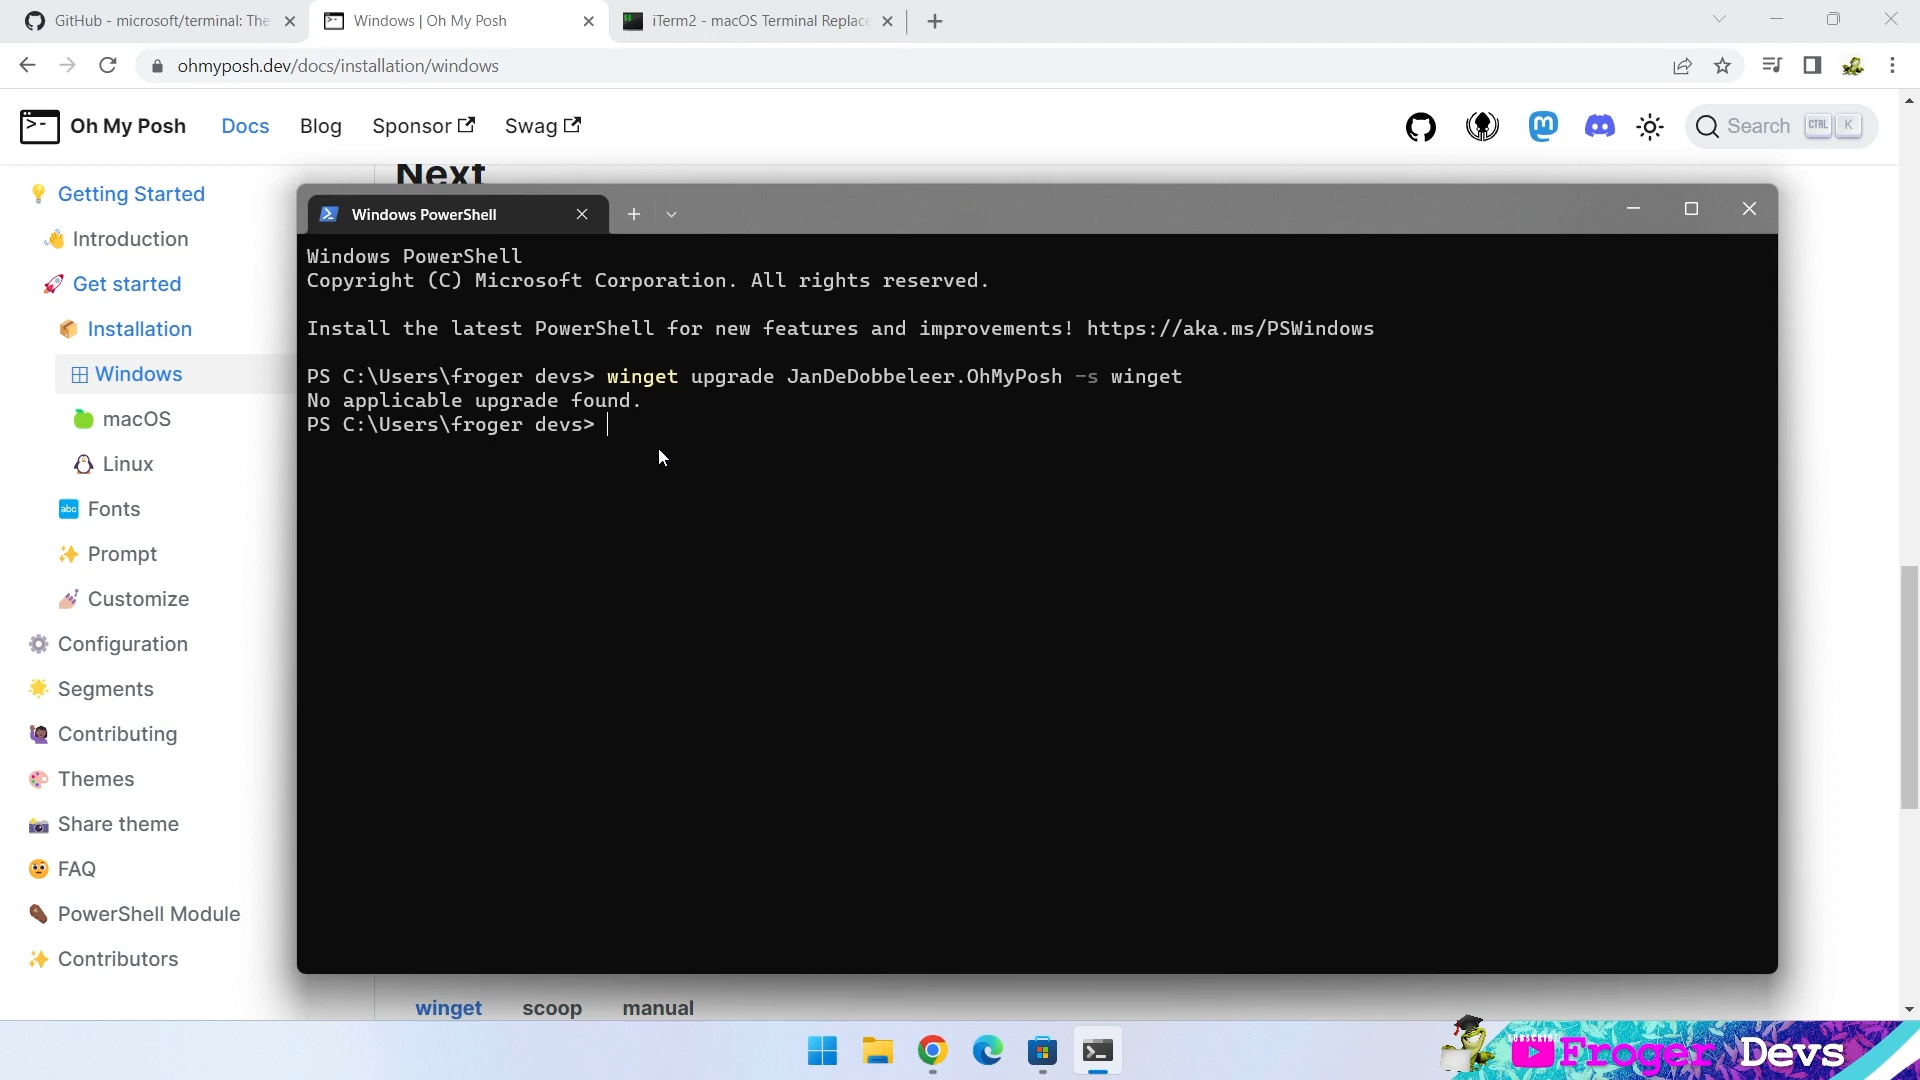 GitHub - microsoft/terminal: The
Windows | Oh My Posh
iTerm2 - macOS Terminal Replace
ohmyposh.dev/docs/installation/windows
Oh My Posh
Docs
Blog
Sponsor
Swag
Search
CTRL
K
Next
Getting Started
Introduction
Get started
Installation
Windows
macOS
Linux
abc
Fonts
Prompt
Customize
Configuration
Segments
Contributing
Themes
Share theme
FAQ
PowerShell Module
Contributors
Windows PowerShell
Windows PowerShell
Copyright (C) Microsoft Corporation. All rights reserved.
Install the latest PowerShell for new features and improvements! https://aka.ms/PSWindows
PS C:\Users\froger devs> winget upgrade JanDeDobbeleer.OhMyPosh -s winget
No applicable upgrade found.
PS C:\Users\froger devs>
winget
scoop
manual
SUBSCRIBE
Froger Devs